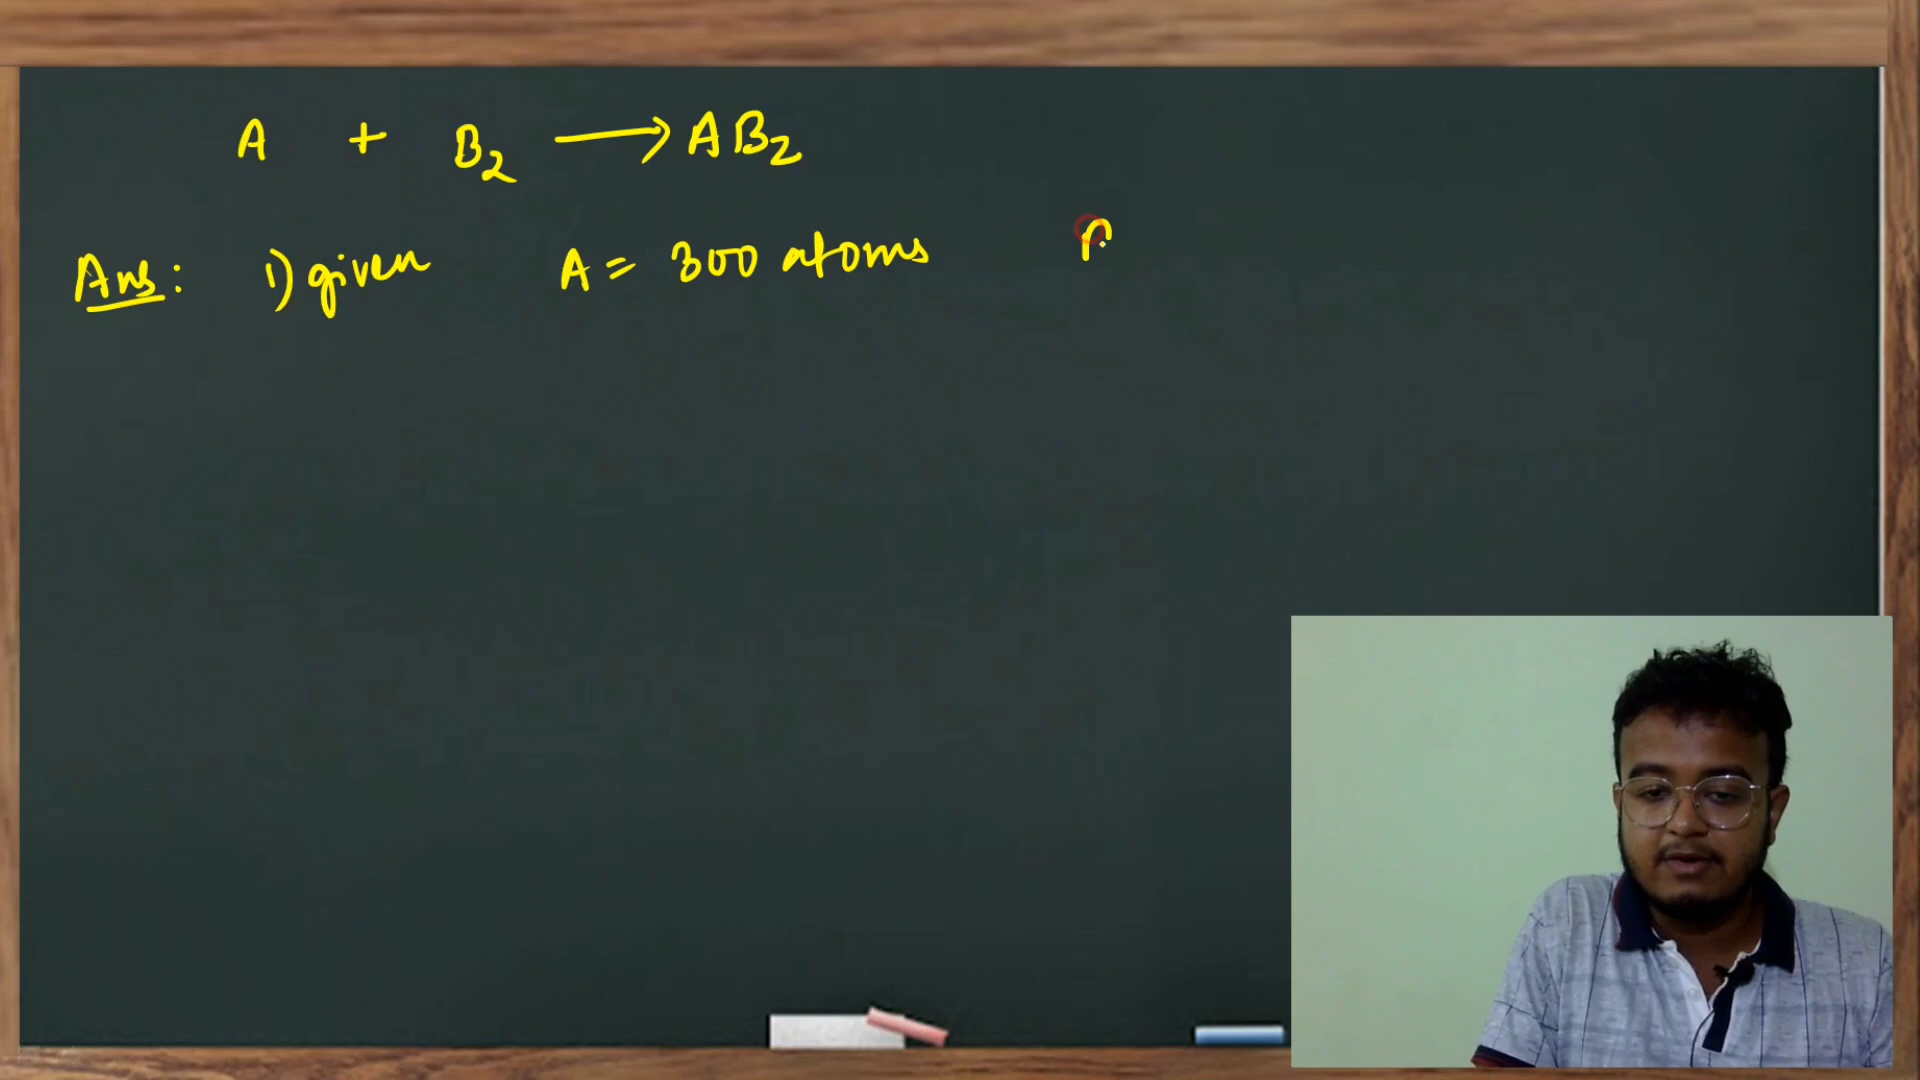 A + B₂ ⟶ AB₂
Ans: 1) given A = 300 atoms